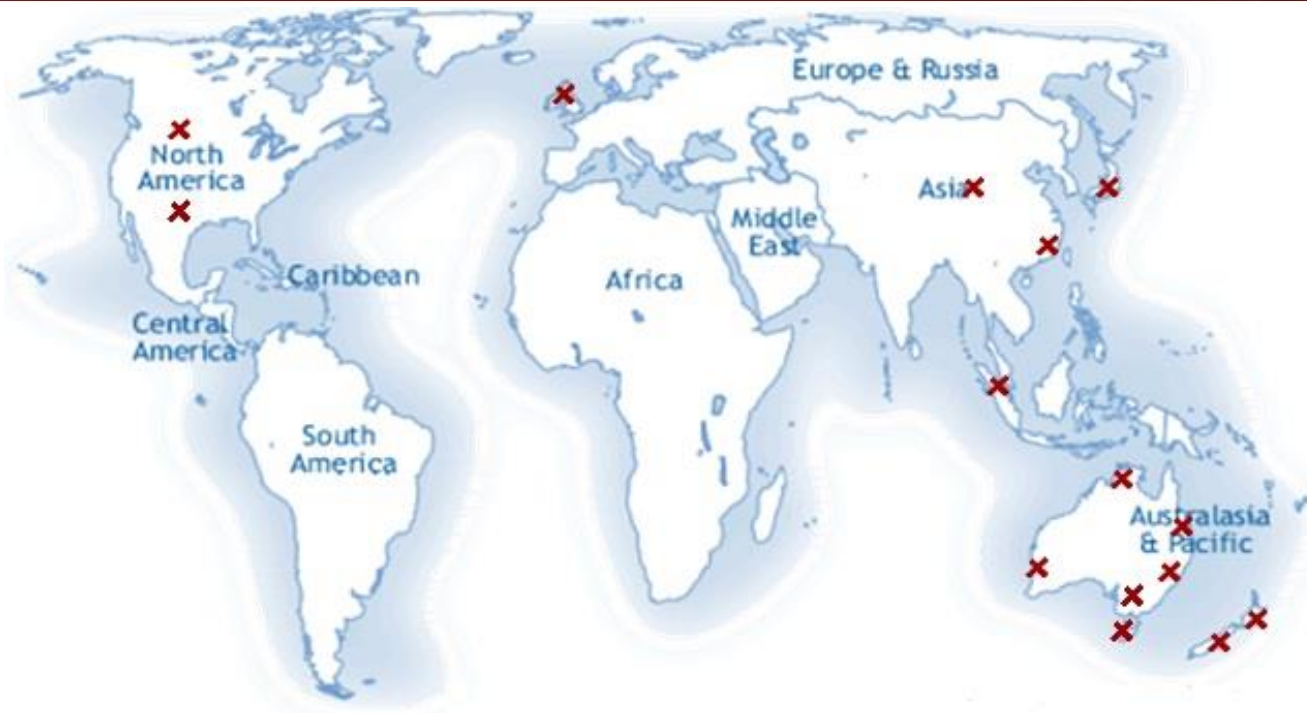 Europe & Russia
North
America
Asia
Middle
East
Caribbean
Africa
Central
America
South
America
Australasia
& Pacific